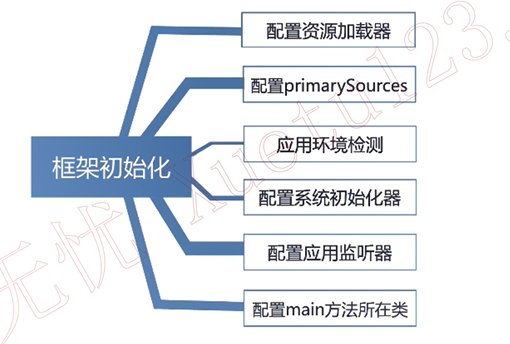 配置资源加载器
配置primarySources
应用环境检测
框架初始化
配置系统初始化器
配置应用监听器
配置main方法所在类
无忧 Xuetu123.